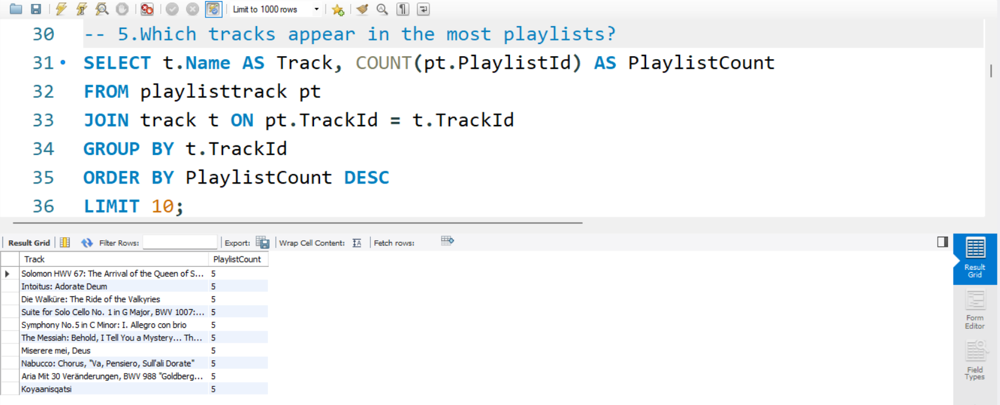 Limit to 1000 rows
30 -- 5.Which tracks appear in the most playlists?
31 SELECT t.Name AS Track, COUNT(pt.PlaylistId) AS PlaylistCount
32 FROM playlisttrack pt
33 JOIN track t ON pt.TrackId = t.TrackId
34 GROUP BY t.TrackId
35 ORDER BY PlaylistCount DESC
36 LIMIT 10;
Result Grid Filter Rows: Export: Wrap Cell Content: IA Fetch rows:
Track PlaylistCount
Solomon HWV 67: The Arrival of the Queen of S... 5
Intoitus: Adorate Deum 5
Die Walküre: The Ride of the Valkyries 5
Suite for Solo Cello No. 1 in G Major, BWV 1007:... 5
Symphony No.5 in C Minor: I. Allegro con brio 5
The Messiah: Behold, I Tell You a Mystery... Th... 5
Miserere mei, Deus 5
Nabucco: Chorus, "Va, Pensiero, Sull'ali Dorate" 5
Aria Mit 30 Veränderungen, BWV 988 "Goldberg... 5
Koyaanisqatsi 5
Result
Grid
Form
Editor
Field
Types